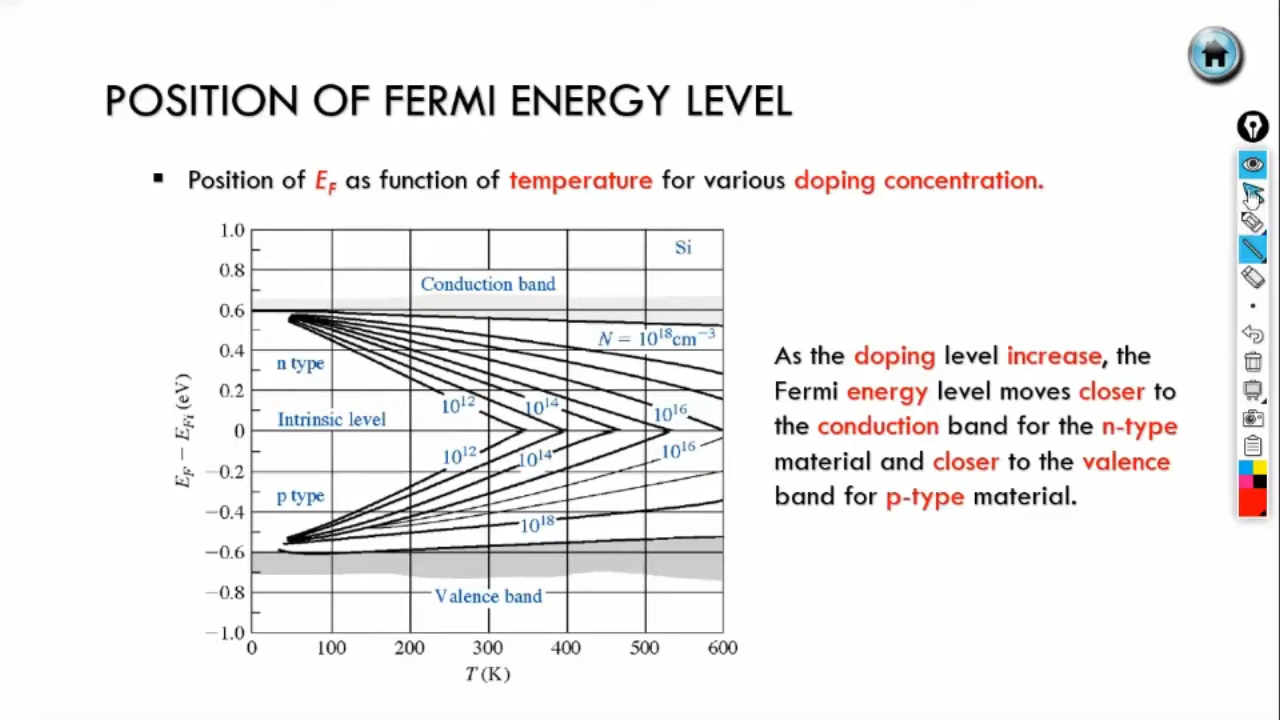 POSITION OF FERMI ENERGY LEVEL
▪ Position of E_F as function of temperature for various doping concentration.
1.0
0.8
0.6
0.4
0.2
0
−0.2
−0.4
−0.6
−0.8
−1.0
E_F − E_Fi (eV)
Si
Conduction band
N = 10¹⁸cm⁻³
n type
10¹² 10¹⁴ 10¹⁶
Intrinsic level
10¹² 10¹⁴ 10¹⁶
p type
10¹⁸
Valence band
0 100 200 300 400 500 600
T (K)
As the doping level increase, the
Fermi energy level moves closer to
the conduction band for the n-type
material and closer to the valence
band for p-type material.